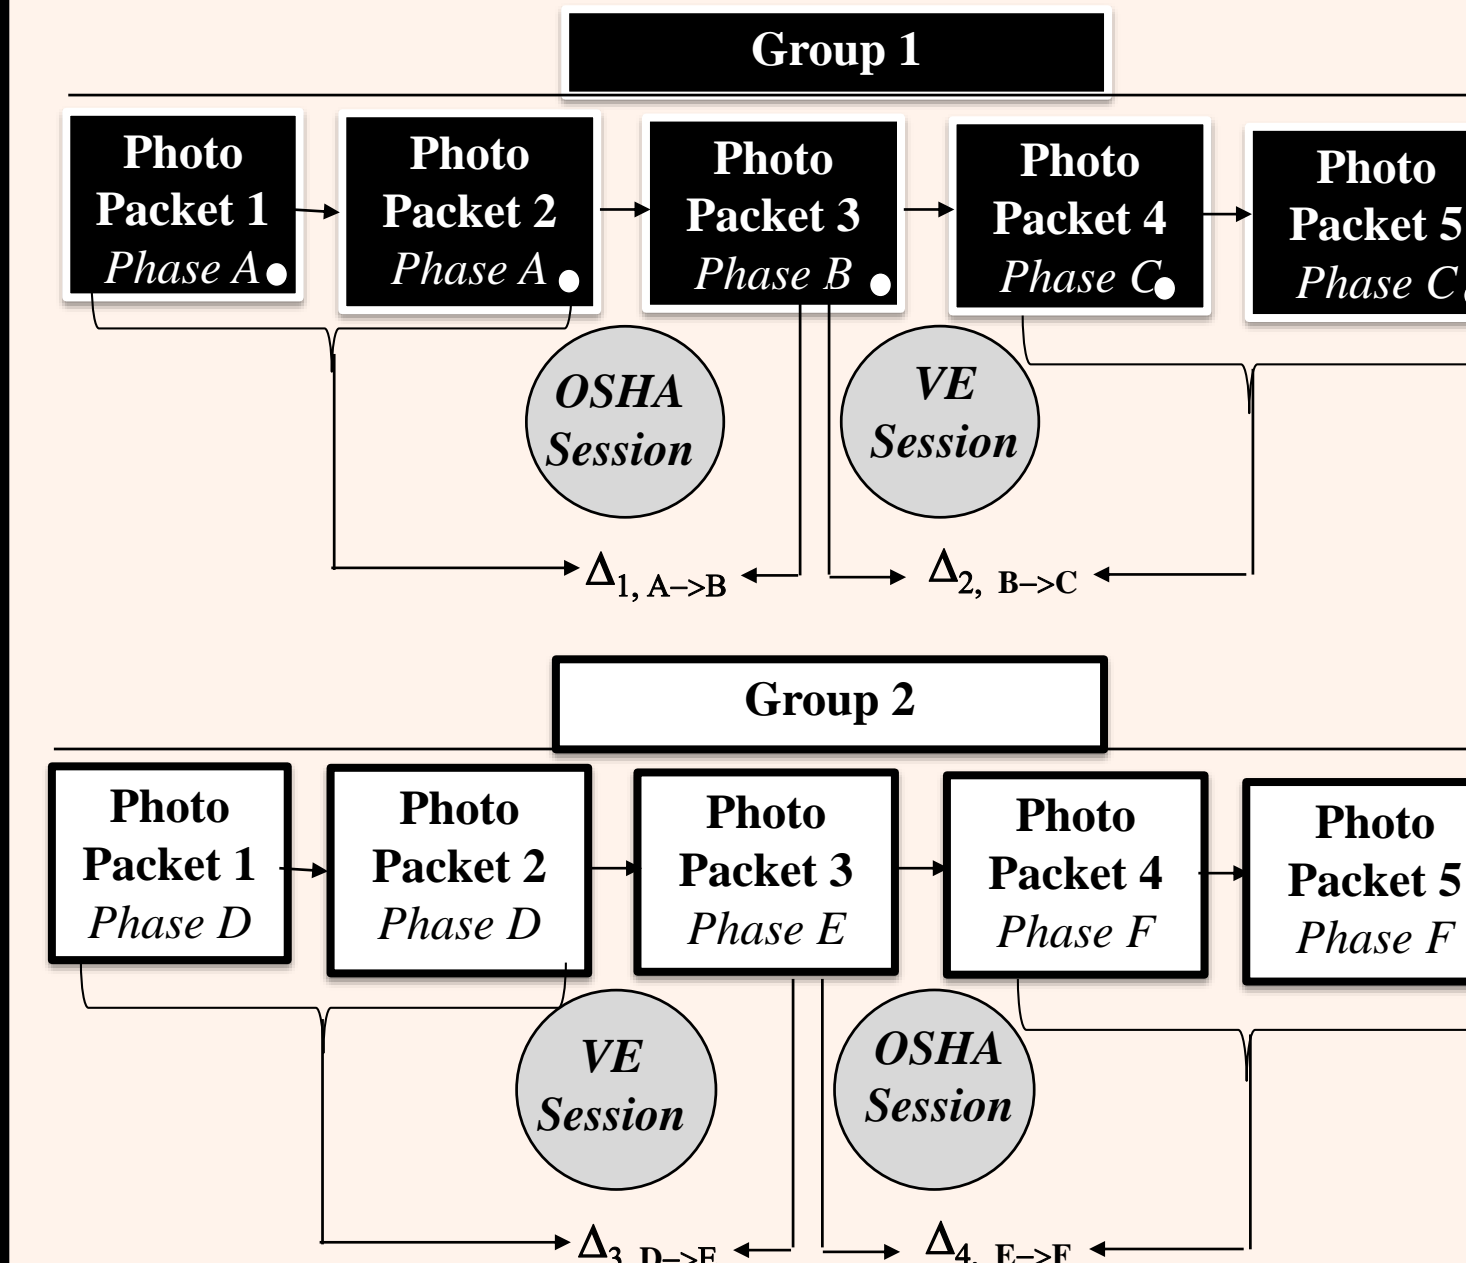 Group 1
Photo Packet 1 Phase A
Photo Packet 2 Phase A
Photo Packet 3 Phase B
Photo Packet 4 Phase C
Photo Packet 5 Phase C
OSHA Session
VE Session
Δ1, A–>B
Δ2, B–>C
Group 2
Photo Packet 1 Phase D
Photo Packet 2 Phase D
Photo Packet 3 Phase E
Photo Packet 4 Phase F
Photo Packet 5 Phase F
VE Session
OSHA Session
Δ3, D–>E
Δ4, E–>F